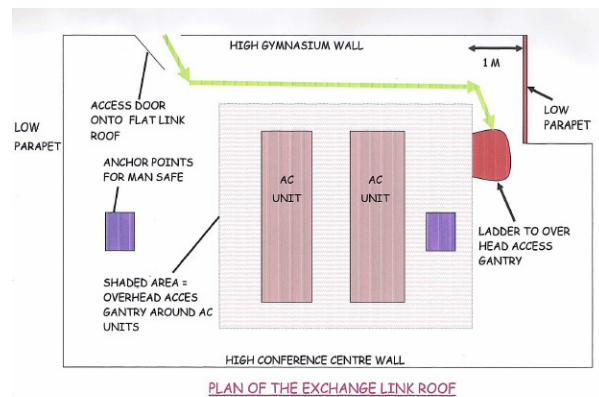 HIGH GYMNASIUM WALL
1 M
ACCESS DOOR
ONTO FLAT LINK
ROOF
LOW
PARAPET
LOW
PARAPET
ANCHOR POINTS
FOR MAN SAFE
AC
UNIT
AC
UNIT
LADDER TO OVER
HEAD ACCESS
GANTRY
SHADED AREA =
OVERHEAD ACCES
GANTRY AROUND AC
UNITS
HIGH CONFERENCE CENTRE WALL
PLAN OF THE EXCHANGE LINK ROOF